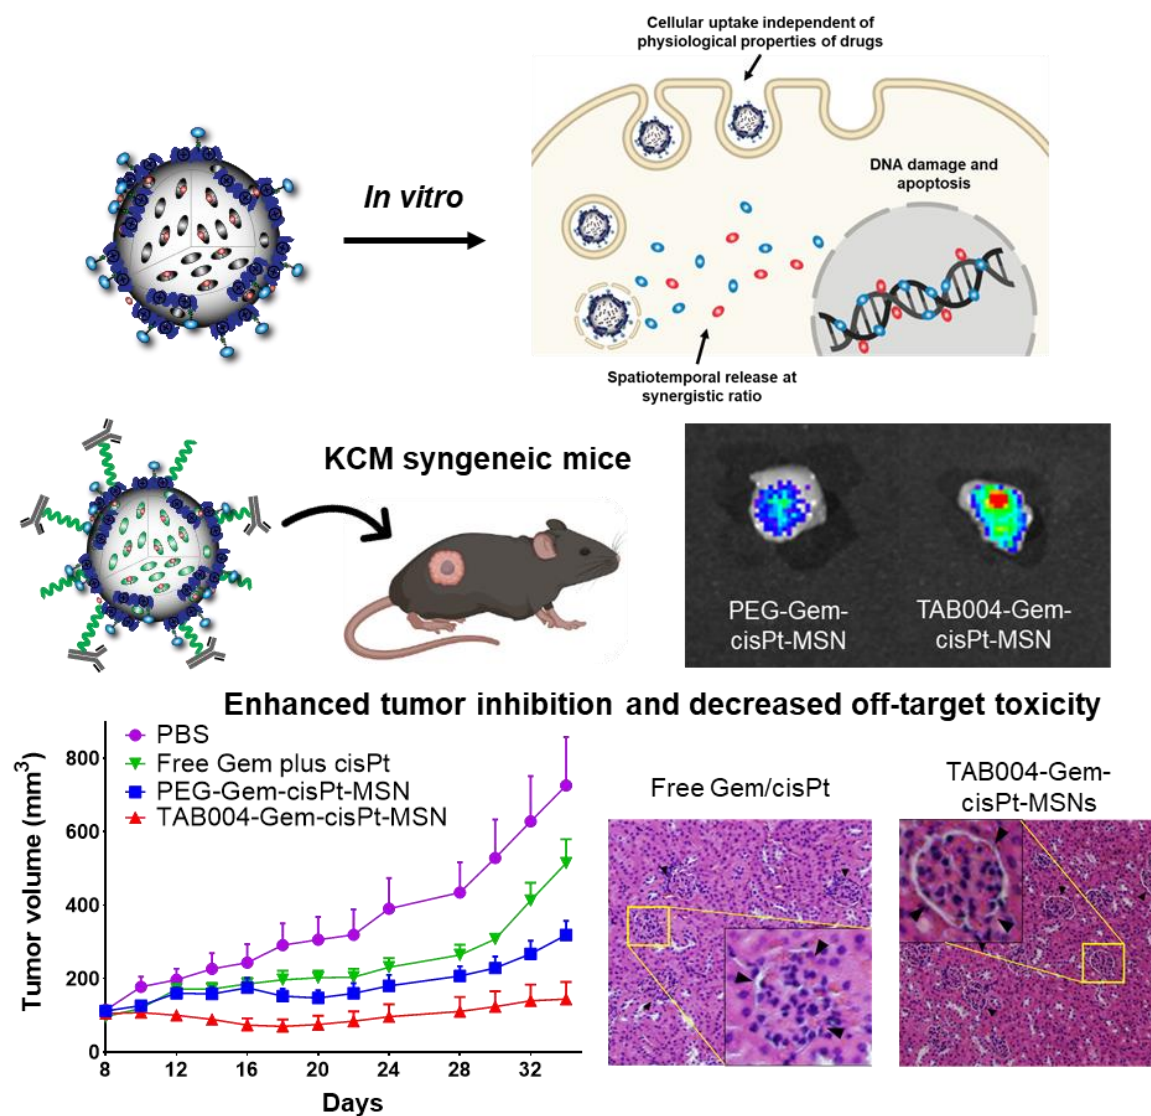 Cellular uptake independent of
physiological properties of drugs
In vitro
DNA damage and
apoptosis
Spatiotemporal release at
synergistic ratio
KCM syngeneic mice
PEG-Gem-
cisPt-MSN
TAB004-Gem-
cisPt-MSN
Enhanced tumor inhibition and decreased off-target toxicity
Tumor volume (mm³)
800
600
400
200
0
PBS
Free Gem plus cisPt
PEG-Gem-cisPt-MSN
TAB004-Gem-cisPt-MSN
8
12
16
20
24
28
32
Days
Free Gem/cisPt
TAB004-Gem-
cisPt-MSNs